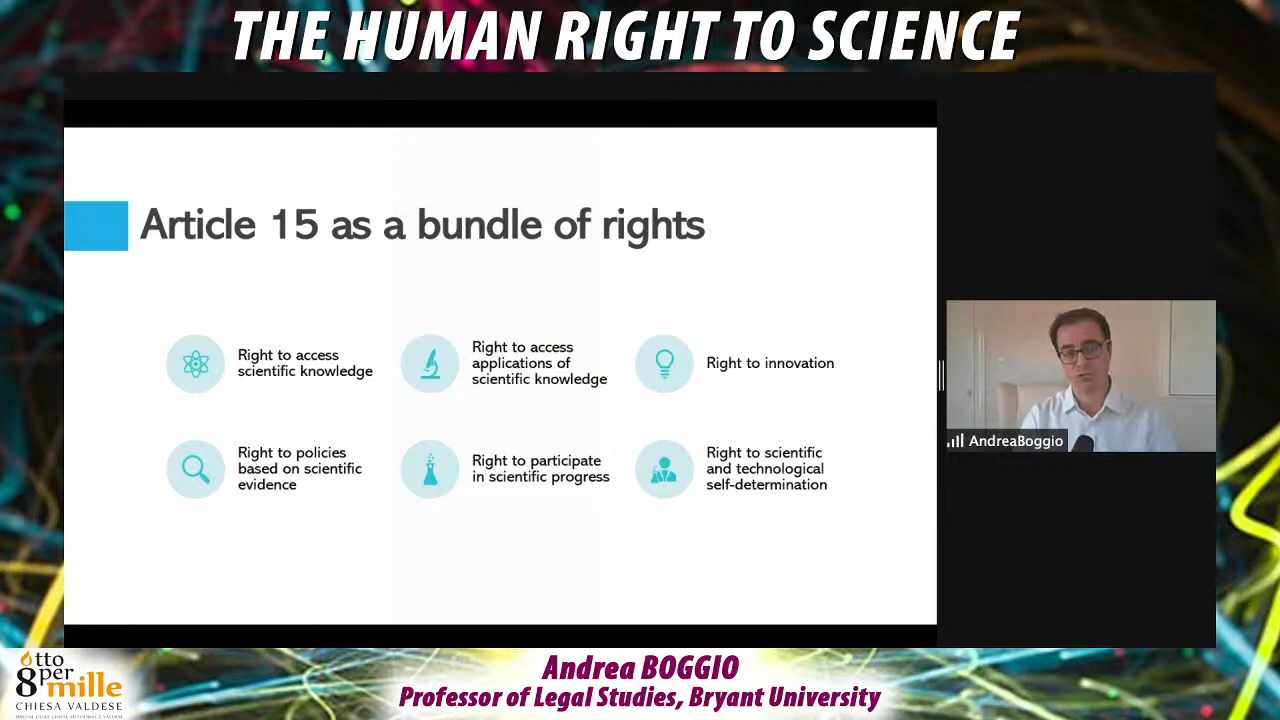 THE HUMAN RIGHT TO SCIENCE
Article 15 as a bundle of rights
Right to access
scientific knowledge
Right to access
applications of
scientific knowledge
Right to innovation
Right to policies
based on scientific
evidence
Right to participate
in scientific progress
Right to scientific
and technological
self-determination
AndreaBoggio
otto
per
8 mille
CHIESA VALDESE
Andrea BOGGIO
Professor of Legal Studies, Bryant University